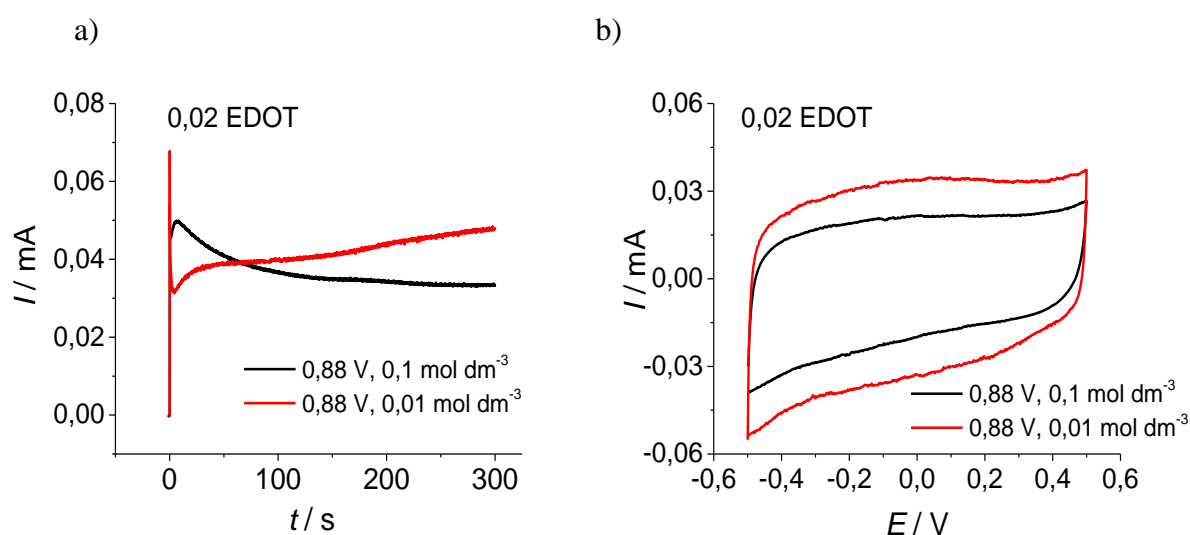 a)
0,02 EDOT
I / mA
0,08
0,06
0,04
0,02
0,00
0,88 V, 0,1 mol dm⁻³
0,88 V, 0,01 mol dm⁻³
0
100
200
300
t / s
b)
0,02 EDOT
I / mA
0,06
0,03
0,00
-0,03
-0,06
0,88 V, 0,1 mol dm⁻³
0,88 V, 0,01 mol dm⁻³
-0,6
-0,4
-0,2
0,0
0,2
0,4
0,6
E / V